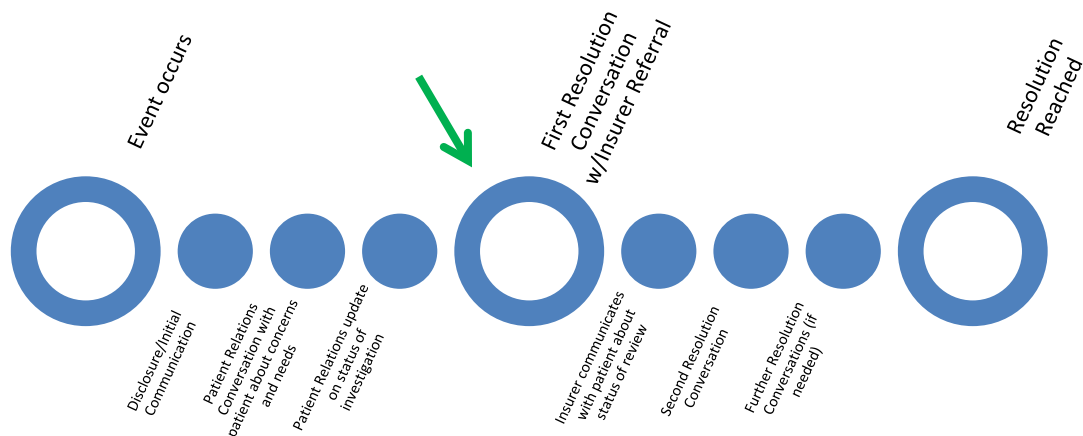 Event occurs
Disclosure/Initial
Communication
Patient Relations
Conversation with
patient about concerns
and needs
Patient Relations update
on status of
investigation
First Resolution
Conversation
w/Insurer Referral
Insurer communicates
with patient about
status of review
Second Resolution
Conversation
Further Resolution
Conversations (if
needed)
Resolution
Reached